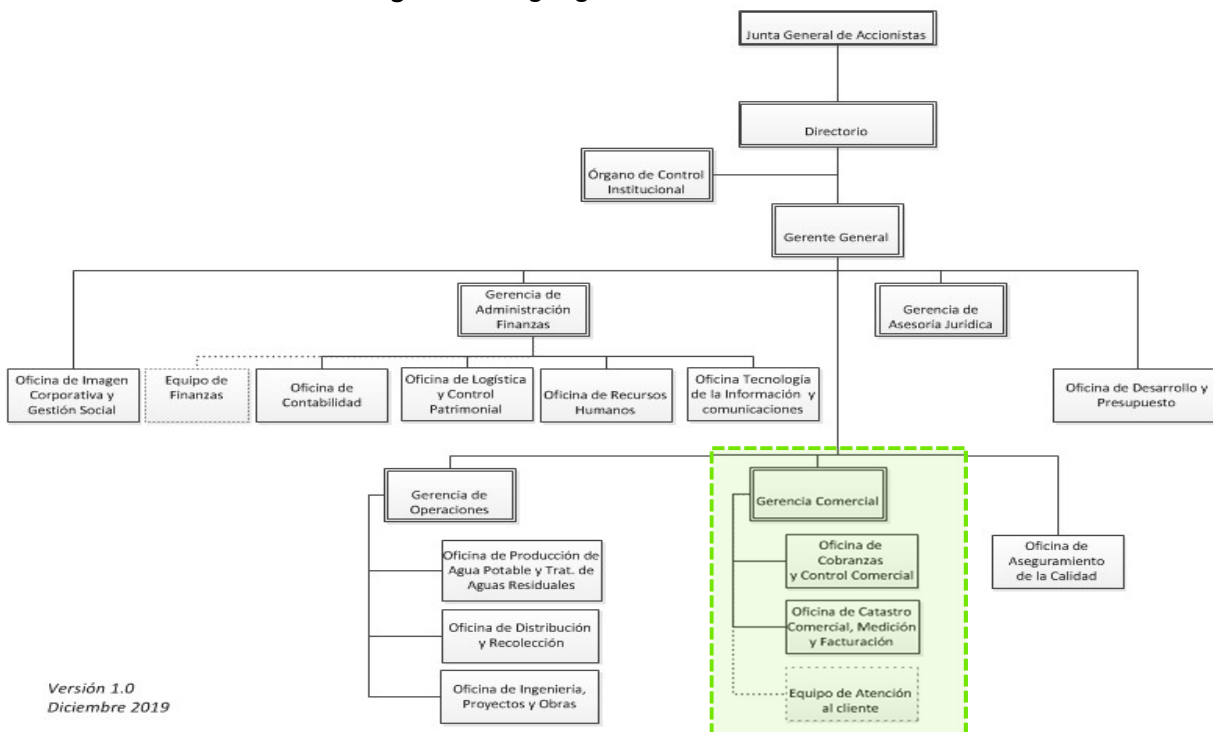 Junta General de Accionistas
Directorio
Órgano de Control
Institucional
Gerente General
Gerencia de
Administración
Finanzas
Gerencia de
Asesoría Jurídica
Oficina de Imagen
Corporativa y
Gestión Social
Equipo de
Finanzas
Oficina de
Contabilidad
Oficina de Logística
y Control
Patrimonial
Oficina de Recursos
Humanos
Oficina Tecnología
de la Información y
comunicaciones
Oficina de Desarrollo y
Presupuesto
Gerencia de
Operaciones
Gerencia Comercial
Oficina de Producción de
Agua Potable y Trat. de
Aguas Residuales
Oficina de
Cobranzas
y Control Comercial
Oficina de
Aseguramiento
de la Calidad
Oficina de Distribución
y Recolección
Oficina de Catastro
Comercial, Medición
y Facturación
Oficina de Ingenieria,
Proyectos y Obras
Equipo de Atención
al cliente
Versión 1.0
Diciembre 2019